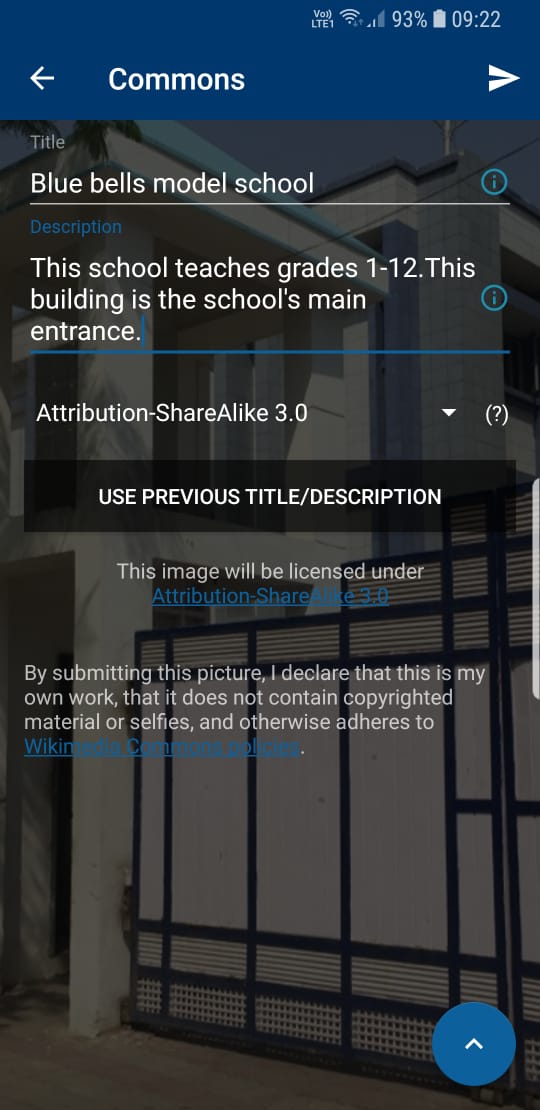 Vo)) LTE1 93% 09:22
Commons
Title
Blue bells model school
Description
This school teaches grades 1-12.This
building is the school's main
entrance.
Attribution-ShareAlike 3.0 (?)
USE PREVIOUS TITLE/DESCRIPTION
This image will be licensed under
Attribution-ShareAlike 3.0
By submitting this picture, I declare that this is my
own work, that it does not contain copyrighted
material or selfies, and otherwise adheres to
Wikimedia Commons policies.